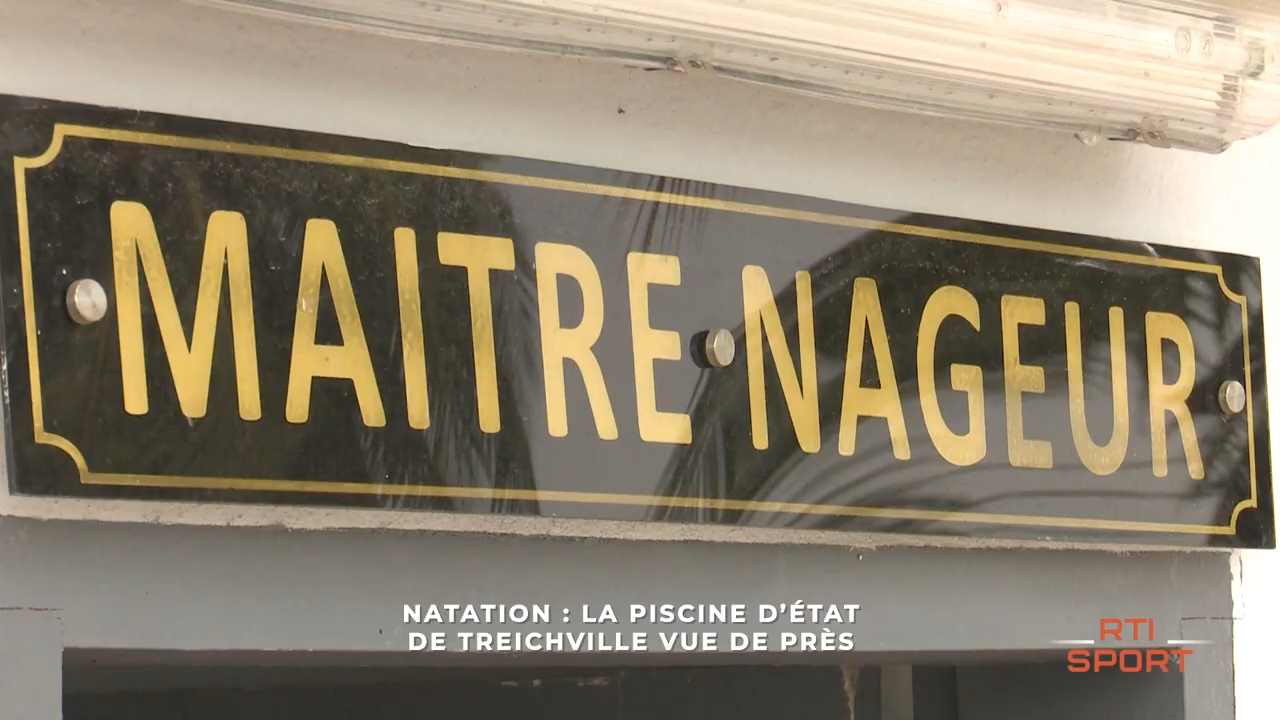 MAITRE NAGEUR
NATATION : LA PISCINE D'ÉTAT
DE TREICHVILLE VUE DE PRÈS
RTI
SPORT